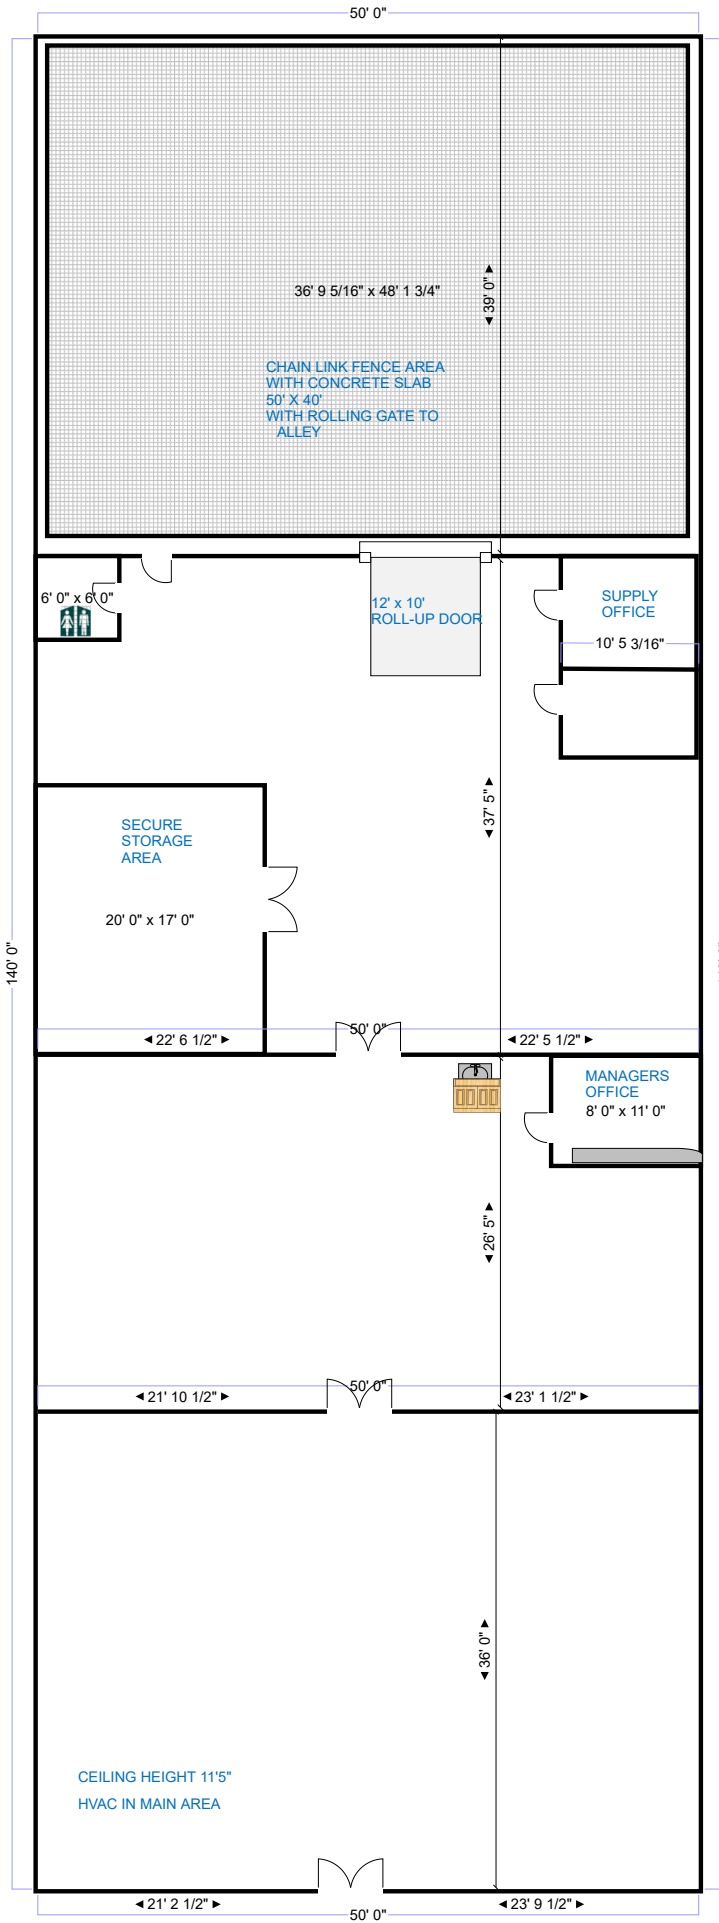 50' 0"
36' 9 5/16" x 48' 1 3/4"
39' 0"
CHAIN LINK FENCE AREA
WITH CONCRETE SLAB
50' X 40'
WITH ROLLING GATE TO
ALLEY
6' 0" x 6' 0"
12' x 10'
ROLL-UP DOOR
SUPPLY
OFFICE
10' 5 3/16"
37' 5"
SECURE
STORAGE
AREA
20' 0" x 17' 0"
140' 0"
50' 0"
22' 6 1/2"
22' 5 1/2"
MANAGERS
OFFICE
8' 0" x 11' 0"
26' 5"
50' 0"
21' 10 1/2"
23' 1 1/2"
36' 0"
CEILING HEIGHT 11'5"
HVAC IN MAIN AREA
21' 2 1/2"
23' 9 1/2"
50' 0"